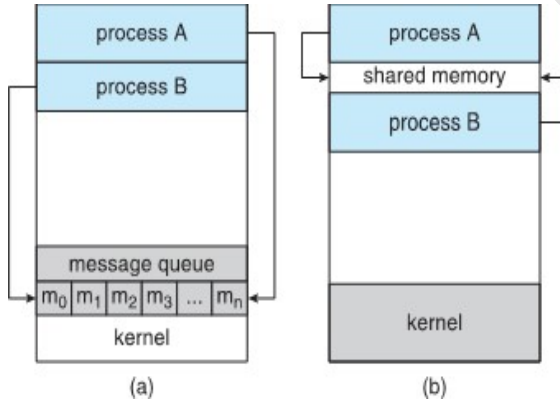 process A
process B
message queue
m0 m1 m2 m3 ... mn
kernel
(a)
process A
shared memory
process B
kernel
(b)